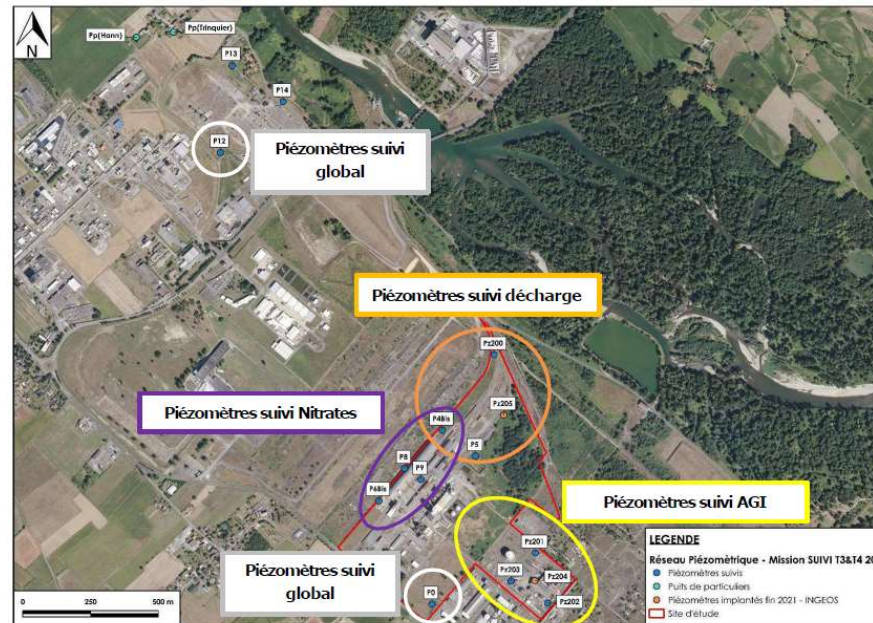 Pp(Hann)
Pp(Trinquier)
N
P13
P14
P12
Piézomètres suivi
global
Piézomètres suivi décharge
Pz200
Piézomètres suivi Nitrates
P4Bis
Pz205
P8
P5
P9
P6Bis
Piézomètres suivi AGI
Piézomètres suivi
global
Pz201
Pz203
Pz204
P0
Pz202
0 250 500 m
LEGENDE
Réseau Piézomètrique - Mission SUIVI T3&T4 20
Piézomètres suivis
Puits de particuliers
Piézomètres implantés fin 2021 - INGEOS
Site d'étude